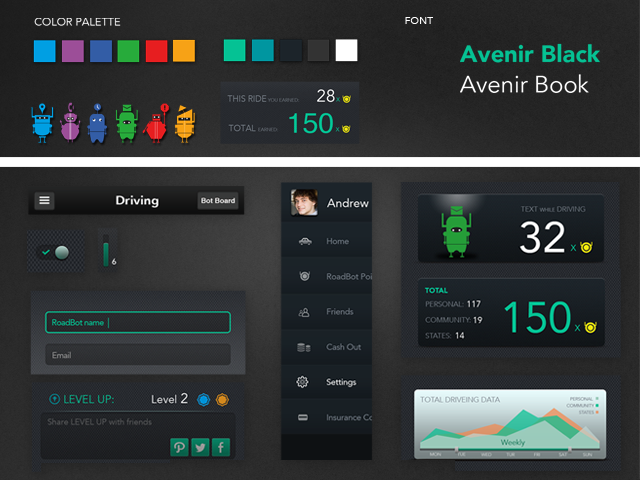 COLOR PALETTE
FONT
Avenir Black
Avenir Book
THIS RIDE YOU EARNED 28 x
TOTAL EARNED 150 x
Driving
Bot Board
6
RoadBot name
Email
LEVEL UP: Level 2
Share LEVEL UP with friends
Andrew
Home
RoadBot Poi
Friends
Cash Out
Settings
Insurance Co
TEXT WHILE DRIVING
32 x
TOTAL
PERSONAL: 117
COMMUNITY: 19
STATES: 14
150 x
TOTAL DRIVEING DATA
PERSONAL
COMMUNITY
STATES
Weekly
MON TUE WED THU FRI SAT SUN